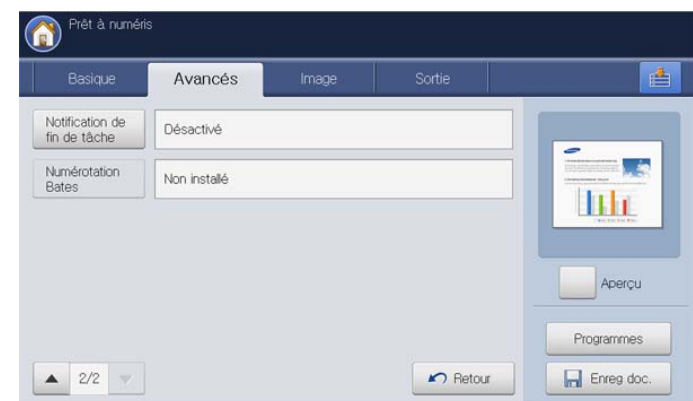 Prêt à numéris
Basique
Avancés
Image
Sortie
Notification de
fin de tâche
Désactivé
Numérotation
Bates
Non installé
Aperçu
Programmes
2/2
Retour
Enreg doc.